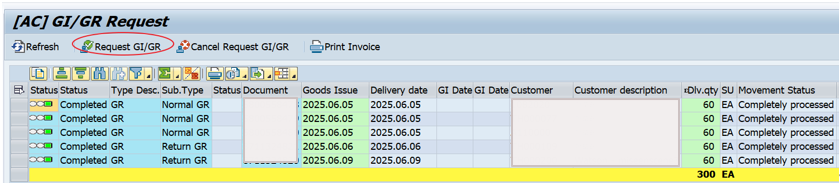 [AC] GI/GR Request
Refresh Request GI/GR Cancel Request GI/GR Print Invoice
Status Status Type Desc. Sub.Type Status Document Goods Issue Delivery date GI Date GI Date Customer Customer description ΣDlv.qty SU Movement Status
Completed GR Normal GR 2025.06.05 2025.06.05 60 EA Completely processed
Completed GR Normal GR 2025.06.05 2025.06.05 60 EA Completely processed
Completed GR Normal GR 2025.06.05 2025.06.05 60 EA Completely processed
Completed GR Return GR 2025.06.06 2025.06.06 60 EA Completely processed
Completed GR Return GR 2025.06.09 2025.06.09 60 EA Completely processed
300 EA